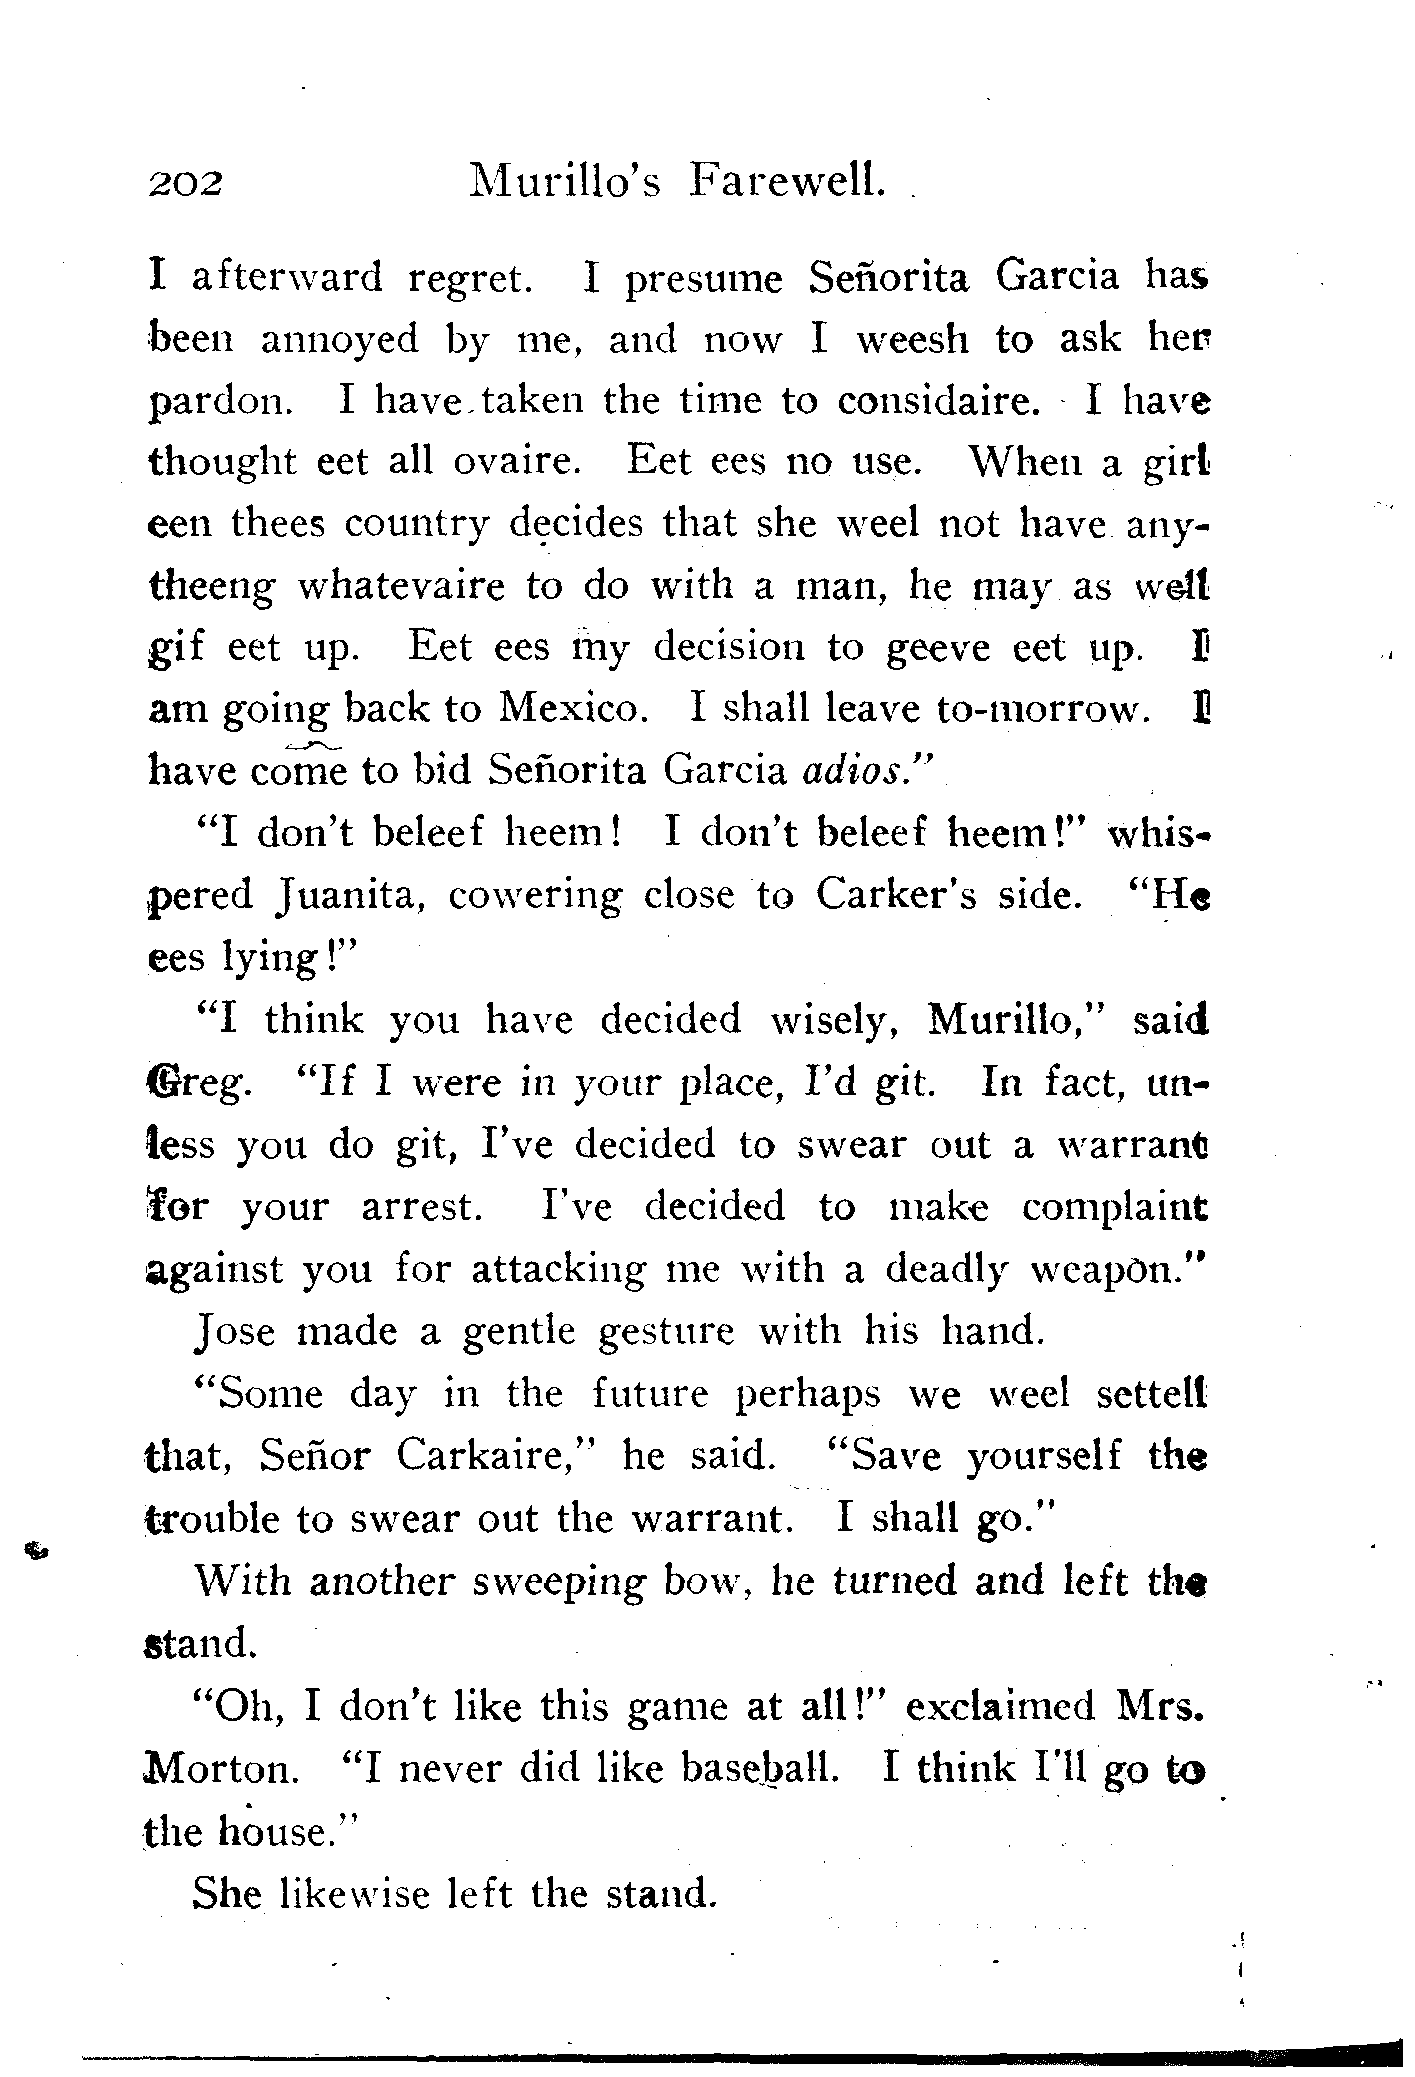 202 Murillo's Farewell.
I afterward regret. I presume Señorita Garcia has
been annoyed by me, and now I weesh to ask her
pardon. I have taken the time to considaire. I have
thought eet all ovaire. Eet ees no use. When a girl
een thees country decides that she weel not have any-
theeng whatevaire to do with a man, he may as well
gif eet up. Eet ees my decision to geeve eet up. I
am going back to Mexico. I shall leave to-morrow. I
have come to bid Señorita Garcia adios."
"I don't beleef heem! I don't beleef heem!" whis-
pered Juanita, cowering close to Carker's side. "He
ees lying!"
"I think you have decided wisely, Murillo," said
Greg. "If I were in your place, I'd git. In fact, un-
less you do git, I've decided to swear out a warrant
for your arrest. I've decided to make complaint
against you for attacking me with a deadly weapon."
Jose made a gentle gesture with his hand.
"Some day in the future perhaps we weel settell
that, Señor Carkaire," he said. "Save yourself the
trouble to swear out the warrant. I shall go."
With another sweeping bow, he turned and left the
stand.
"Oh, I don't like this game at all!" exclaimed Mrs.
Morton. "I never did like baseball. I think I'll go to
the house."
She likewise left the stand.